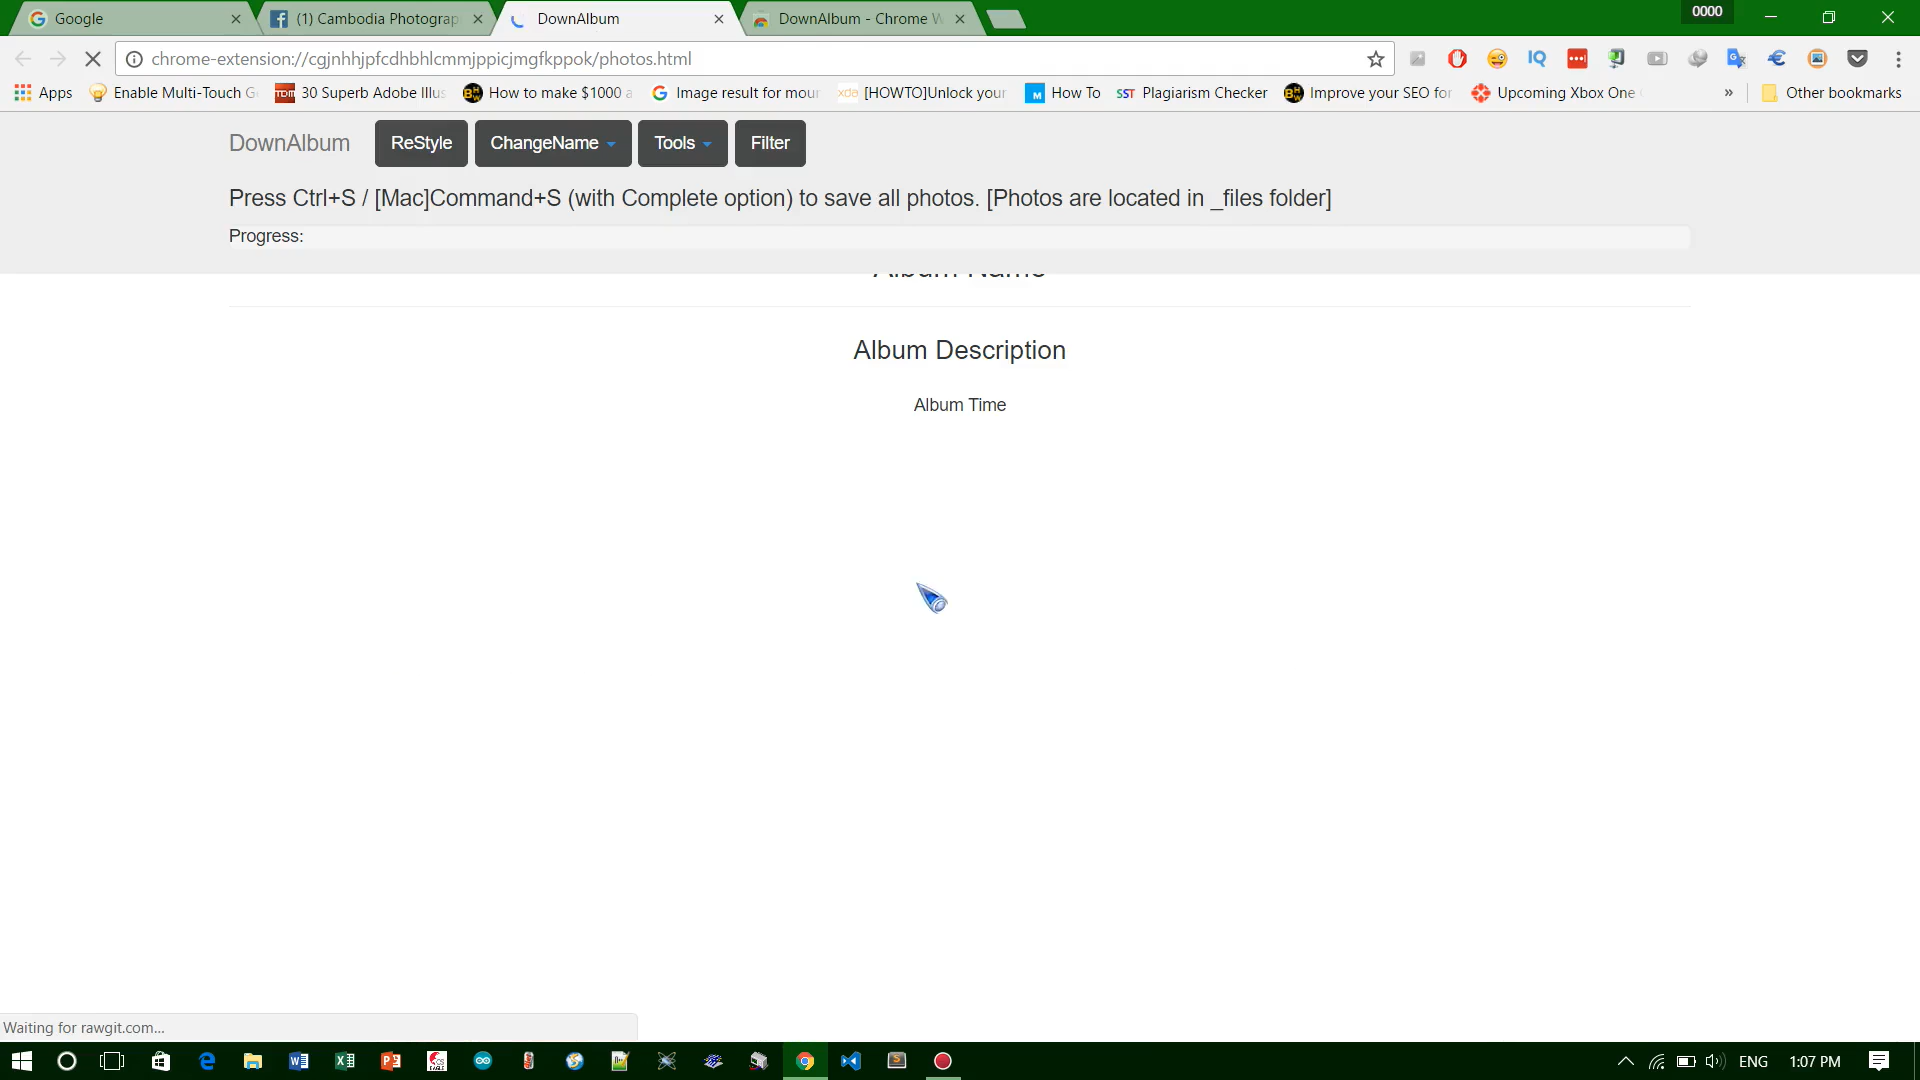 Google
(1) Cambodia Photograp
DownAlbum
DownAlbum - Chrome W
0000
chrome-extension://cgjnhhjpfcdhbhlcmmjppicjmgfkppok/photos.html
Apps
Enable Multi-Touch G
30 Superb Adobe Illus
How to make $1000 a
Image result for mour
[HOWTO]Unlock your
How To
SST Plagiarism Checker
Improve your SEO for
Upcoming Xbox One
»
Other bookmarks
DownAlbum
ReStyle
ChangeName
Tools
Filter
Press Ctrl+S / [Mac]Command+S (with Complete option) to save all photos. [Photos are located in _files folder]
Progress:
Album Name
Album Description
Album Time
Waiting for rawgit.com...
ENG
1:07 PM